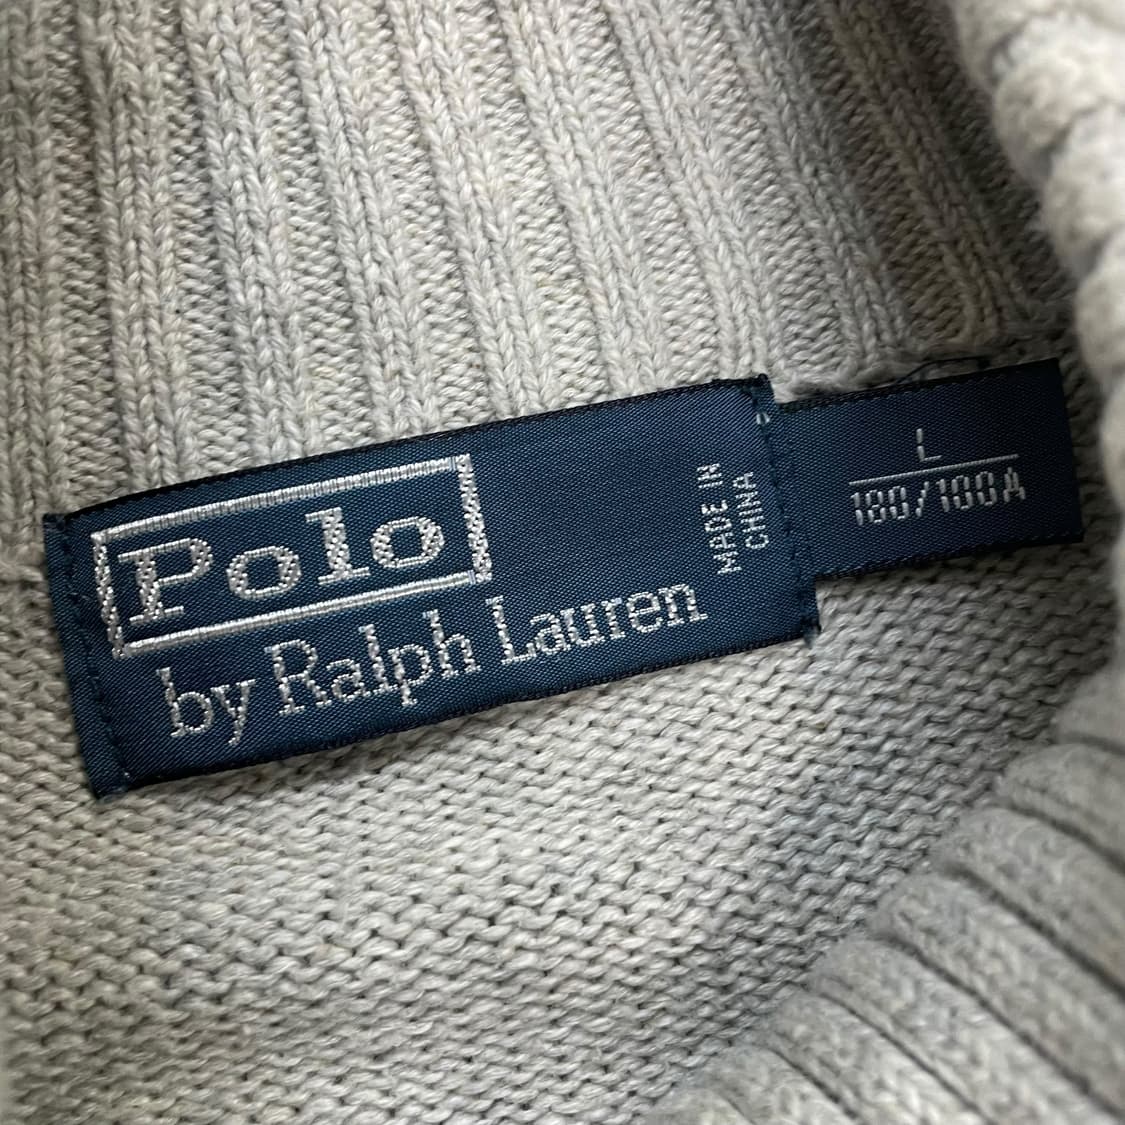 Polo
by Ralph Lauren
MADE IN
CHINA
L
180/100A